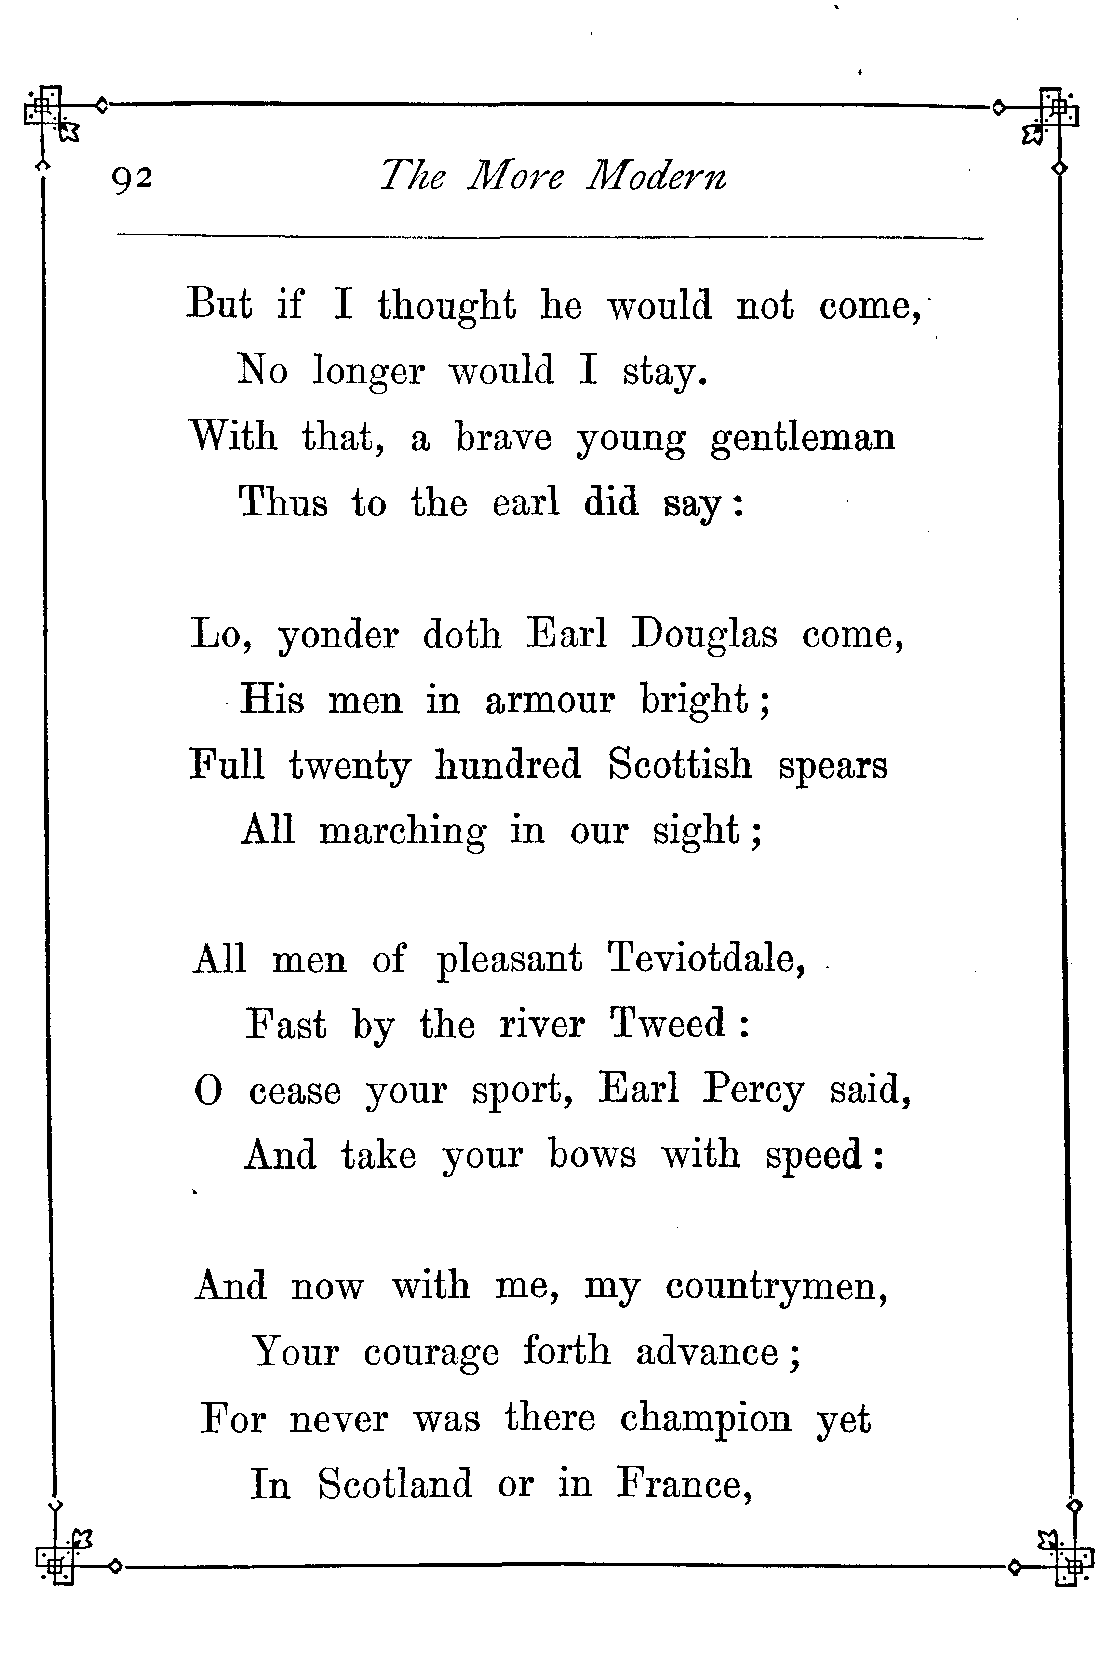 92 The More Modern
But if I thought he would not come,
No longer would I stay.
With that, a brave young gentleman
Thus to the earl did say :
Lo, yonder doth Earl Douglas come,
His men in armour bright ;
Full twenty hundred Scottish spears
All marching in our sight ;
All men of pleasant Teviotdale,
Fast by the river Tweed :
O cease your sport, Earl Percy said,
And take your bows with speed :
And now with me, my countrymen,
Your courage forth advance ;
For never was there champion yet
In Scotland or in France,